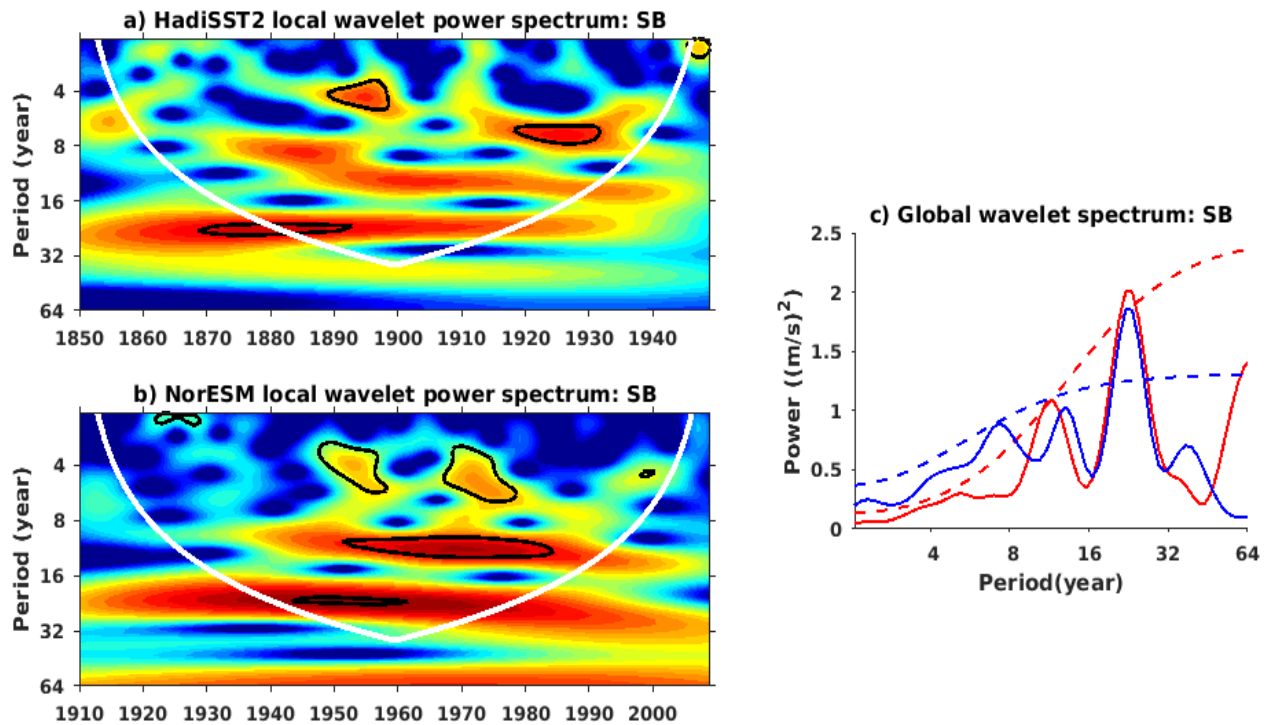 a) HadiSST2 local wavelet power spectrum: SB
Period (year)
4
8
16
32
64
1850 1860 1870 1880 1890 1900 1910 1920 1930 1940
b) NorESM local wavelet power spectrum: SB
Period (year)
4
8
16
32
64
1910 1920 1930 1940 1950 1960 1970 1980 1990 2000
c) Global wavelet spectrum: SB
Power ((m/s)²)
2.5
2
1.5
1
0.5
0
4 8 16 32 64
Period(year)